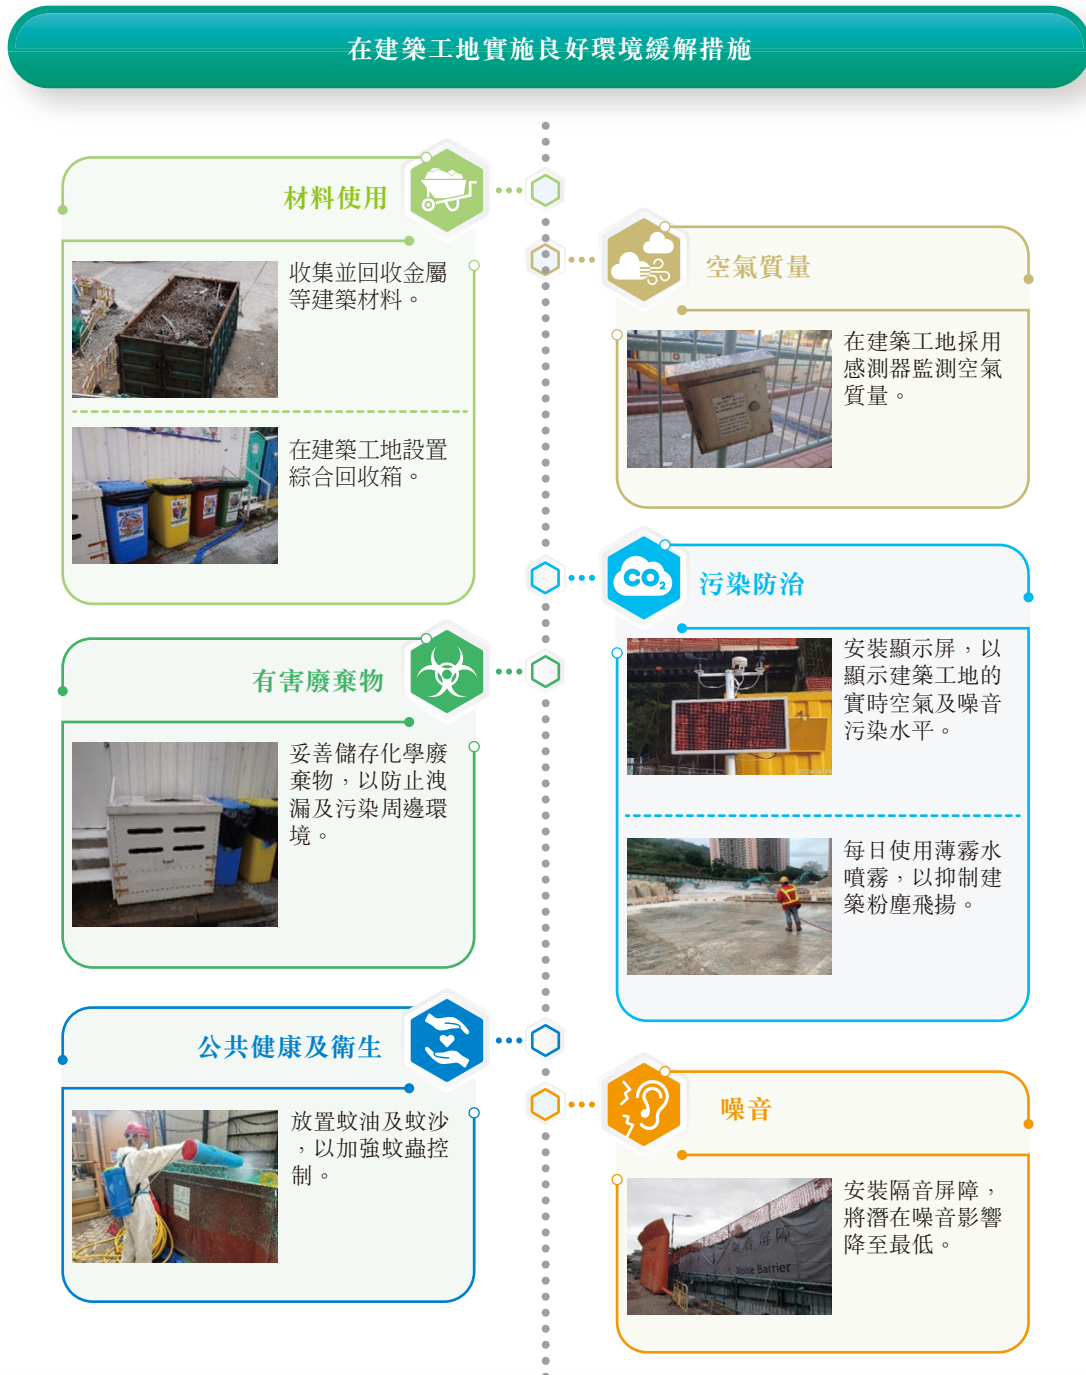 在建築工地實施良好環境緩解措施
材料使用
收集並回收金屬
等建築材料。
在建築工地設置
綜合回收箱。
空氣質量
在建築工地採用
感測器監測空氣
質量。
污染防治
CO₂
安裝顯示屏，以
顯示建築工地的
實時空氣及噪音
污染水平。
每日使用薄霧水
噴霧，以抑制建
築粉塵飛揚。
有害廢棄物
妥善儲存化學廢
棄物，以防止洩
漏及污染周邊環
境。
公共健康及衛生
放置蚊油及蚊沙
，以加強蚊蟲控
制。
噪音
安裝隔音屏障，
將潛在噪音影響
降至最低。
隔音屏障
Noise Barrier